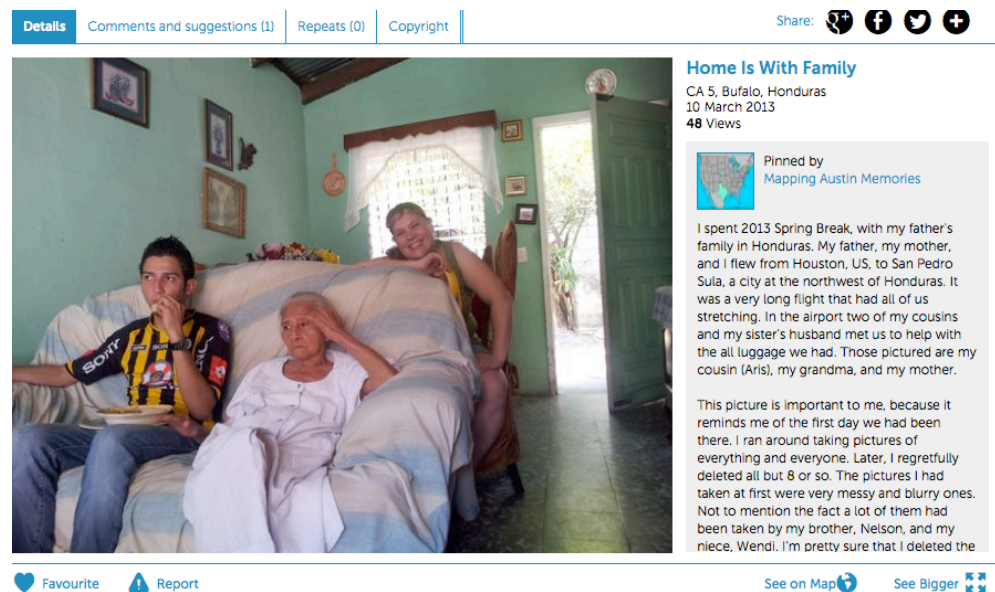 Details
Comments and suggestions (1)
Repeats (0)
Copyright
Share:
Home Is With Family
CA 5, Bufalo, Honduras
10 March 2013
48 Views
Pinned by
Mapping Austin Memories
SONY
I spent 2013 Spring Break, with my father's
family in Honduras. My father, my mother,
and I flew from Houston, US, to San Pedro
Sula, a city at the northwest of Honduras. It
was a very long flight that had all of us
stretching. In the airport two of my cousins
and my sister's husband met us to help with
the all luggage we had. Those pictured are my
cousin (Aris), my grandma, and my mother.
This picture is important to me, because it
reminds me of the first day we had been
there. I ran around taking pictures of
everything and everyone. Later, I regretfully
deleted all but 8 or so. The pictures I had
taken at first were very messy and blurry ones.
Not to mention the fact a lot of them had
been taken by my brother, Nelson, and my
niece, Wendi. I'm pretty sure that I deleted the
Favourite
Report
See on Map
See Bigger